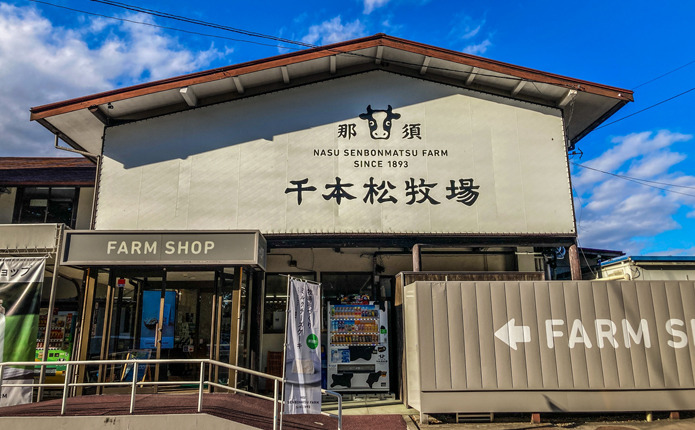 那 須
NASU SENBONMATSU FARM
SINCE 1893
千本松牧場
FARM SHOP
FARM S